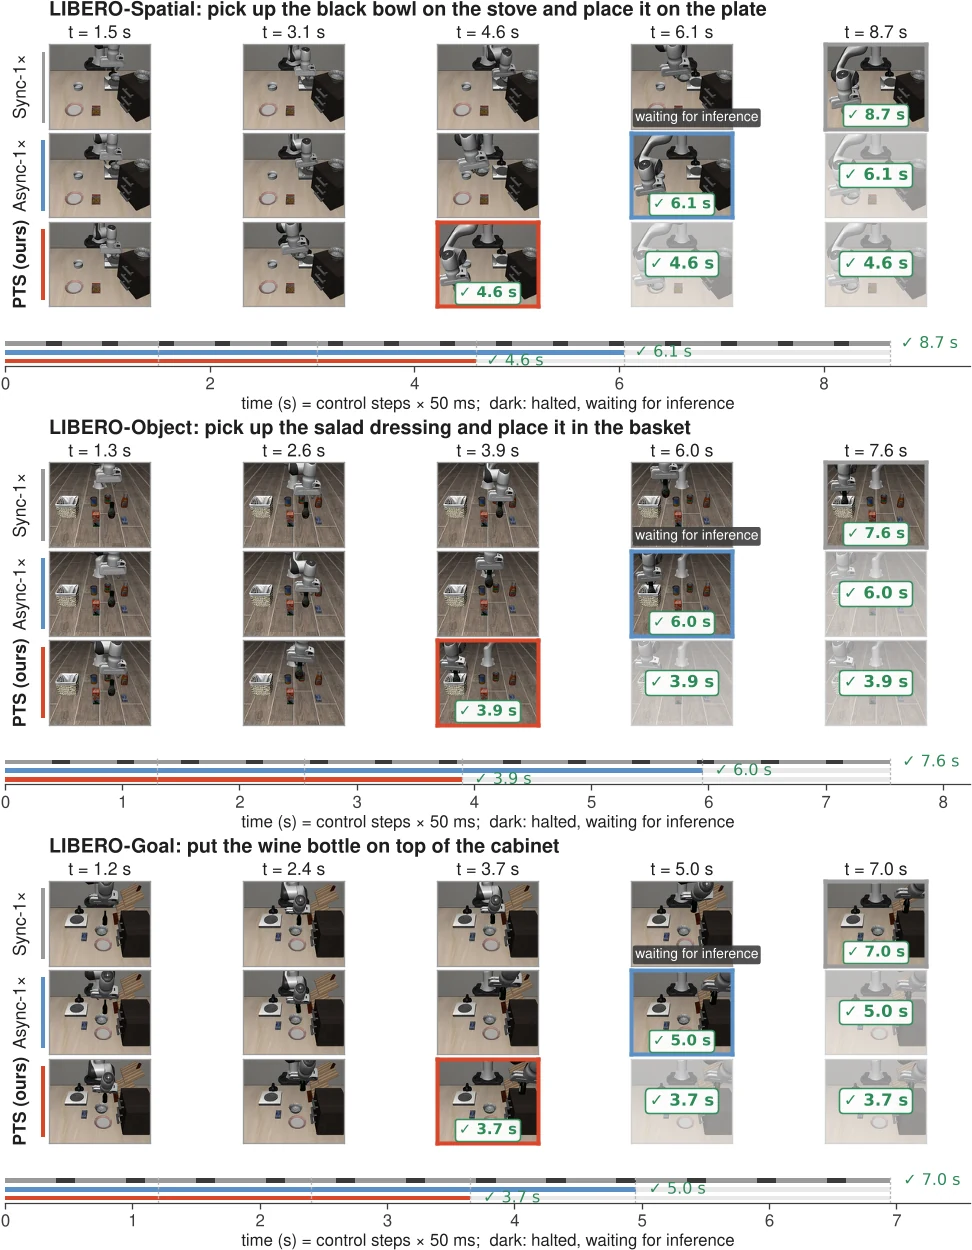 LIBERO-Spatial: pick up the black bowl on the stove and place it on the plate
t = 1.5 s t = 3.1 s t = 4.6 s t = 6.1 s t = 8.7 s
Sync-1×
waiting for inference
✓ 8.7 s
Async-1×
✓ 6.1 s
✓ 6.1 s
PTS (ours)
✓ 4.6 s
✓ 4.6 s
✓ 4.6 s
✓ 8.7 s
✓ 6.1 s
✓ 4.6 s
0 2 4 6 8
time (s) = control steps × 50 ms; dark: halted, waiting for inference
LIBERO-Object: pick up the salad dressing and place it in the basket
t = 1.3 s t = 2.6 s t = 3.9 s t = 6.0 s t = 7.6 s
Sync-1×
waiting for inference
✓ 7.6 s
Async-1×
✓ 6.0 s
✓ 6.0 s
PTS (ours)
✓ 3.9 s
✓ 3.9 s
✓ 3.9 s
✓ 7.6 s
✓ 6.0 s
✓ 3.9 s
0 1 2 3 4 5 6 7 8
time (s) = control steps × 50 ms; dark: halted, waiting for inference
LIBERO-Goal: put the wine bottle on top of the cabinet
t = 1.2 s t = 2.4 s t = 3.7 s t = 5.0 s t = 7.0 s
Sync-1×
waiting for inference
✓ 7.0 s
Async-1×
✓ 5.0 s
✓ 5.0 s
PTS (ours)
✓ 3.7 s
✓ 3.7 s
✓ 3.7 s
✓ 7.0 s
✓ 5.0 s
✓ 3.7 s
0 1 2 3 4 5 6 7
time (s) = control steps × 50 ms; dark: halted, waiting for inference